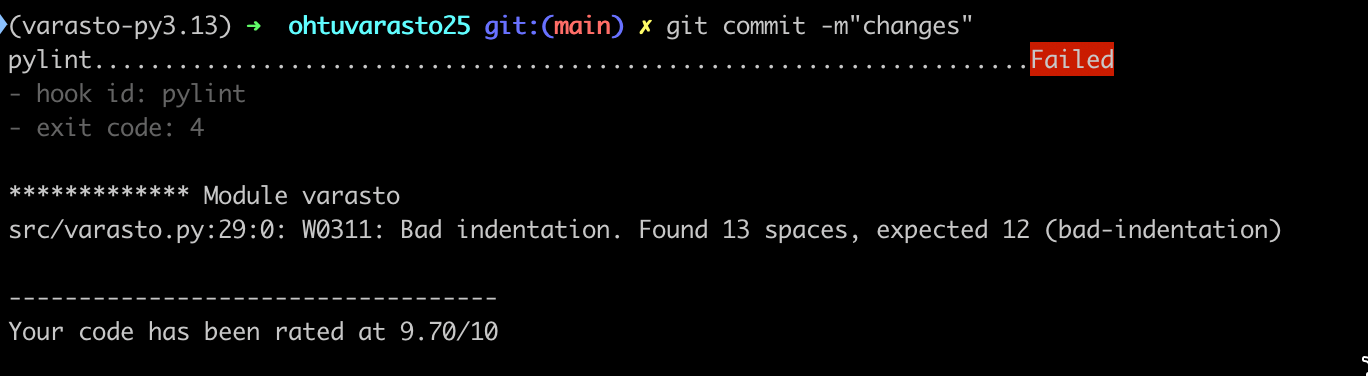 (varasto-py3.13) ➜  ohtuvarasto25 git:(main) ✗ git commit -m"changes"
pylint...................................................................Failed
- hook id: pylint
- exit code: 4
************* Module varasto
src/varasto.py:29:0: W0311: Bad indentation. Found 13 spaces, expected 12 (bad-indentation)
-----------------------------------
Your code has been rated at 9.70/10